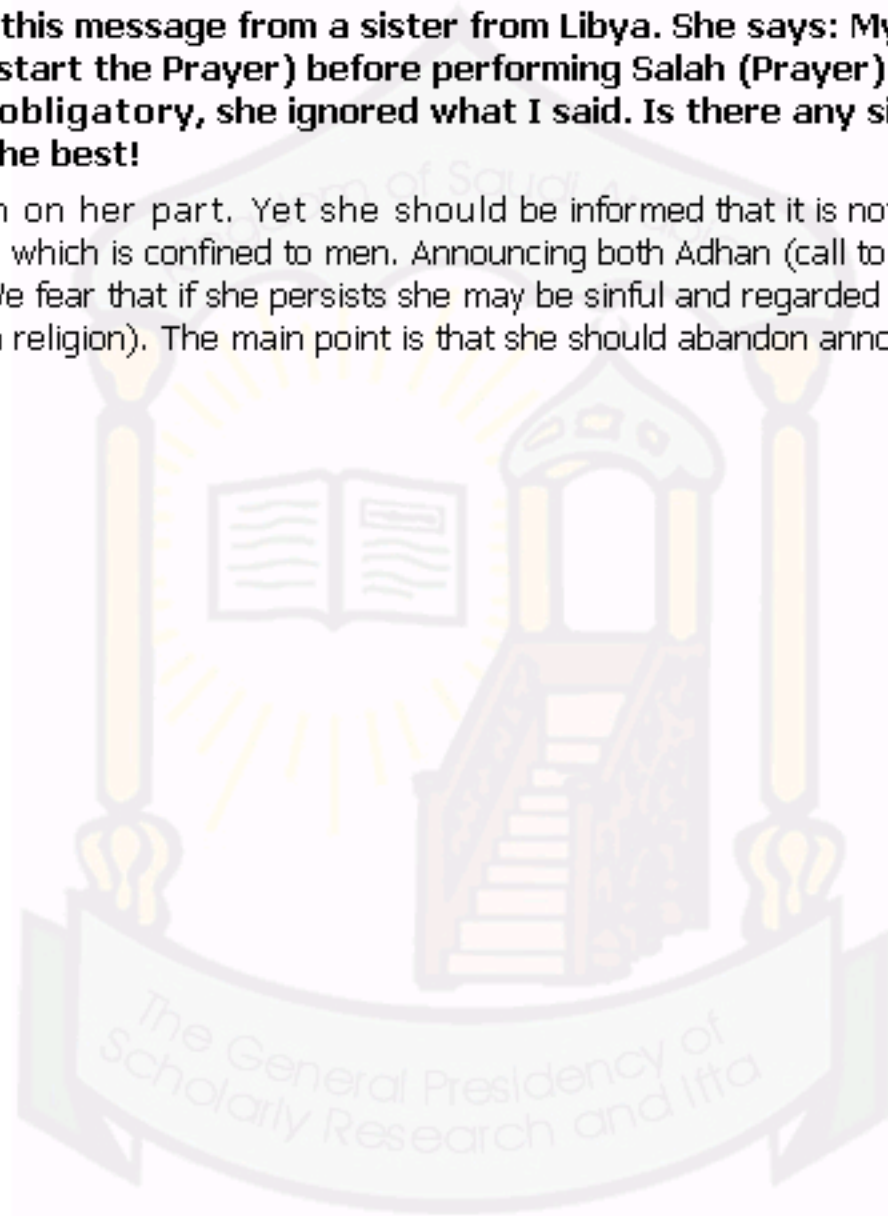 this message from a sister from Libya. She says: My
start the Prayer) before performing Salah (Prayer)
obligatory, she ignored what I said. Is there any si
he best!
n on her part. Yet she should be informed that it is not
which is confined to men. Announcing both Adhan (call to
We fear that if she persists she may be sinful and regarded
n religion). The main point is that she should abandon anno
Kingdom of Saudi Arabia
The General Presidency of
Scholarly Research and Ifta